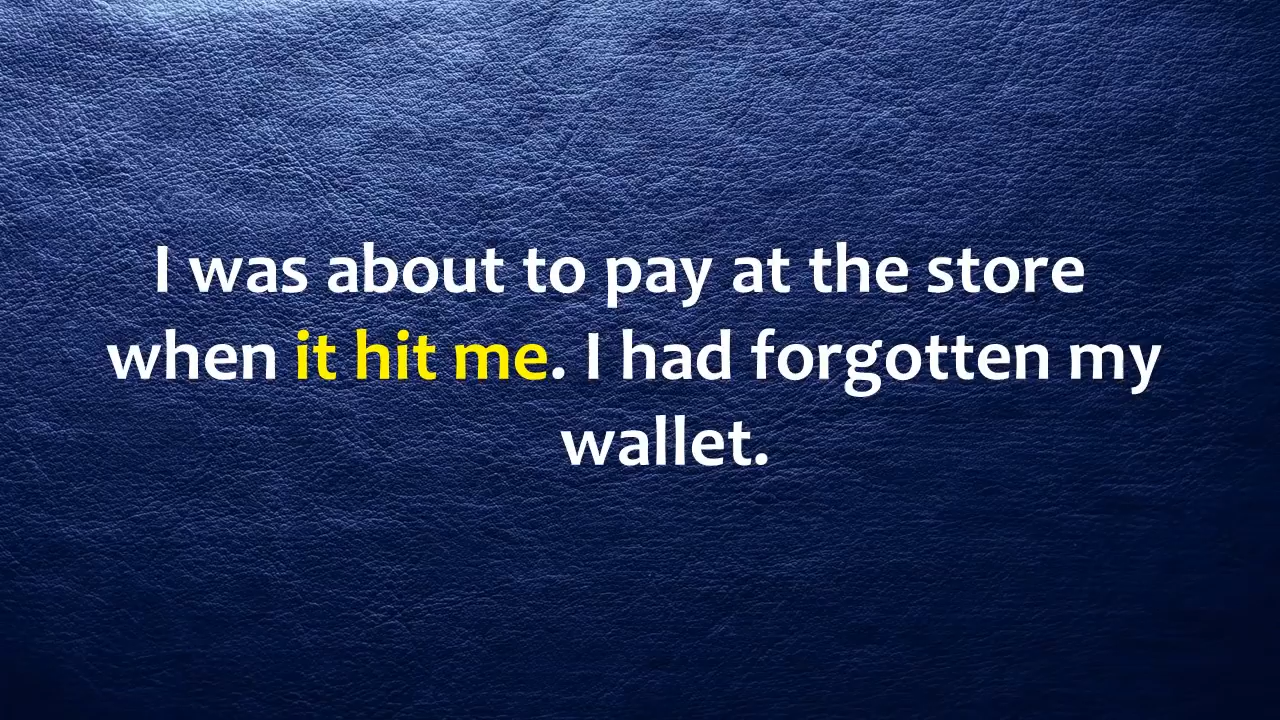 I was about to pay at the store
when it hit me. I had forgotten my
wallet.